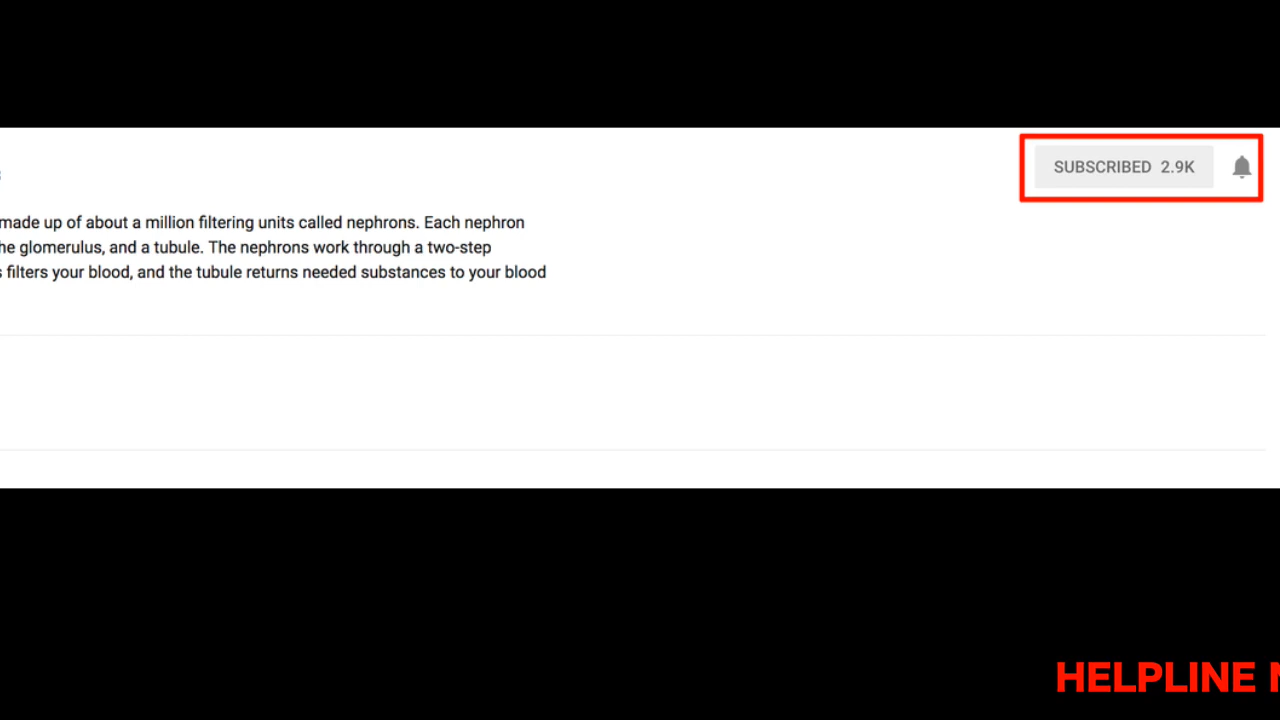 SUBSCRIBED 2.9K
made up of about a million filtering units called nephrons. Each nephron
he glomerulus, and a tubule. The nephrons work through a two-step
s filters your blood, and the tubule returns needed substances to your blood
HELPLINE N